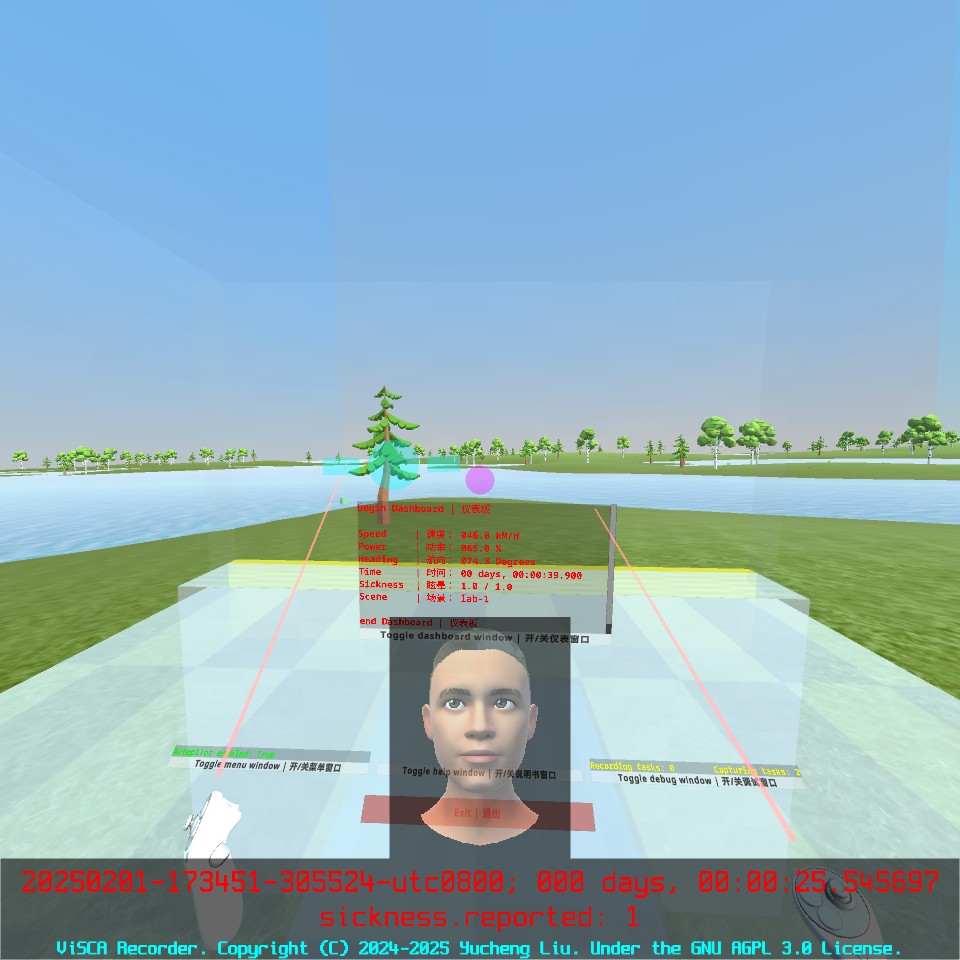 begin Dashboard | 仪表板
Speed | 速度： 046.8 kM/H
Power | 功率： 065.0 %
Heading | 航向： 074.3 Degrees
Time | 时间： 00 days, 00:00:39.900
Sickness | 眩晕： 1.0 / 1.0
Scene | 场景： lab-1
end Dashboard | 仪表板
Toggle dashboard window | 开/关仪表窗口
Autopilot enabled: True
Toggle menu window | 开/关菜单窗口
Toggle help window | 开/关说明书窗口
Recording tasks: 0 Capturing tasks: 2
Toggle debug window | 开/关调试窗口
Exit | 退出
20250201-173451-305524-utc0800; 000 days, 00:00:25.545697
sickness.reported: 1
ViSCA Recorder. Copyright (C) 2024-2025 Yucheng Liu. Under the GNU AGPL 3.0 License.